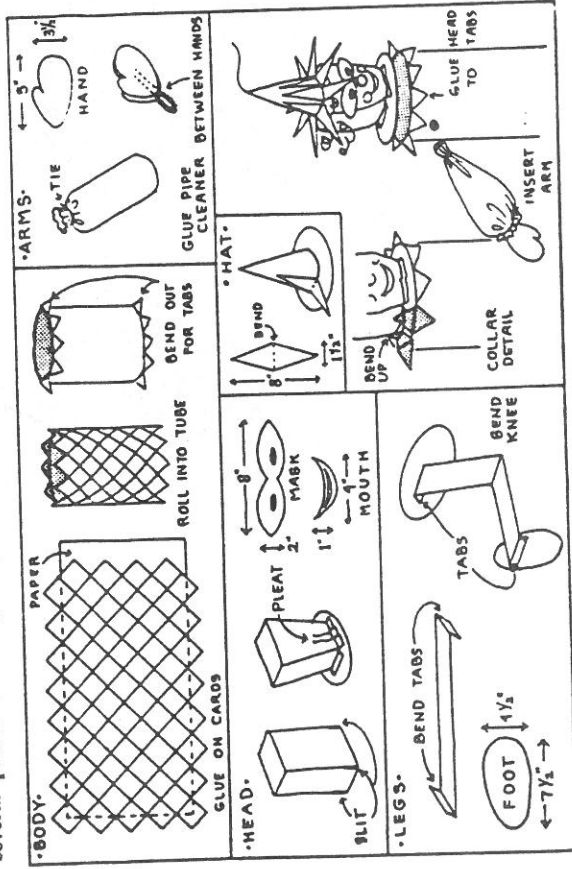 •BODY•
PAPER
GLUE ON CARDS
ROLL INTO TUBE
BEND OUT
FOR TABS
•ARMS•
TIE
5"
3½"
HAND
GLUE PIPE
CLEANER
BETWEEN HANDS
•HEAD•
SLIT
PLEAT
8"
2"
MASK
1"
4"
MOUTH
•HAT•
8"
BEND
1½"
BEND
UP
COLLAR
DETAIL
INSERT
ARM
GLUE HEAD
TO TABS
•LEGS•
BEND TABS
FOOT
4½"
7½"
TABS
BEND
KNEE